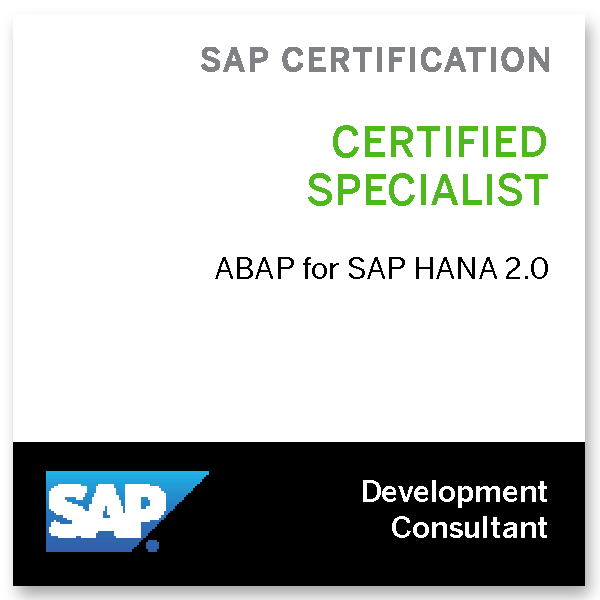 SAP CERTIFICATION
CERTIFIED
SPECIALIST
ABAP for SAP HANA 2.0
SAP
Development
Consultant